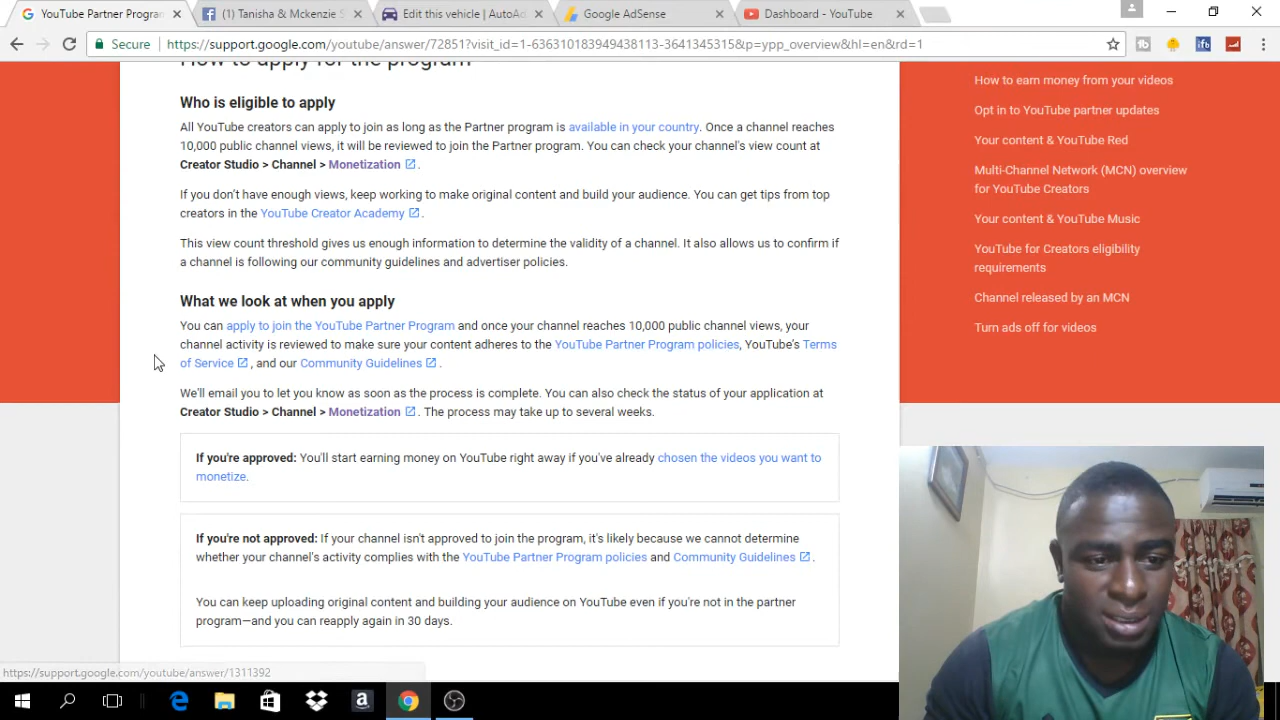 YouTube Partner Program
(1) Tanisha & Mckenzie S
Edit this vehicle | AutoAd
Google AdSense
Dashboard - YouTube
Secure
https://support.google.com/youtube/answer/72851?visit_id=1-636310183949438113-3641345315&p=ypp_overview&hl=en&rd=1
How to apply for the program
Who is eligible to apply
All YouTube creators can apply to join as long as the Partner program is available in your country. Once a channel reaches
10,000 public channel views, it will be reviewed to join the Partner program. You can check your channel's view count at
Creator Studio > Channel > Monetization.
If you don't have enough views, keep working to make original content and build your audience. You can get tips from top
creators in the YouTube Creator Academy.
This view count threshold gives us enough information to determine the validity of a channel. It also allows us to confirm if
a channel is following our community guidelines and advertiser policies.
What we look at when you apply
You can apply to join the YouTube Partner Program and once your channel reaches 10,000 public channel views, your
channel activity is reviewed to make sure your content adheres to the YouTube Partner Program policies, YouTube's Terms
of Service, and our Community Guidelines.
We'll email you to let you know as soon as the process is complete. You can also check the status of your application at
Creator Studio > Channel > Monetization. The process may take up to several weeks.
If you're approved: You'll start earning money on YouTube right away if you've already chosen the videos you want to
monetize.
If you're not approved: If your channel isn't approved to join the program, it's likely because we cannot determine
whether your channel's activity complies with the YouTube Partner Program policies and Community Guidelines.
You can keep uploading original content and building your audience on YouTube even if you're not in the partner
program—and you can reapply again in 30 days.
How to earn money from your videos
Opt in to YouTube partner updates
Your content & YouTube Red
Multi-Channel Network (MCN) overview
for YouTube Creators
Your content & YouTube Music
YouTube for Creators eligibility
requirements
Channel released by an MCN
Turn ads off for videos
https://support.google.com/youtube/answer/1311392